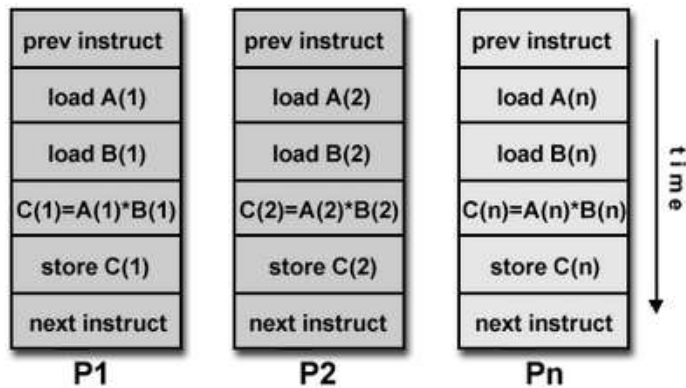 prev instruct
load A(1)
load B(1)
C(1)=A(1)*B(1)
store C(1)
next instruct
P1
prev instruct
load A(2)
load B(2)
C(2)=A(2)*B(2)
store C(2)
next instruct
P2
prev instruct
load A(n)
load B(n)
C(n)=A(n)*B(n)
store C(n)
next instruct
Pn
time